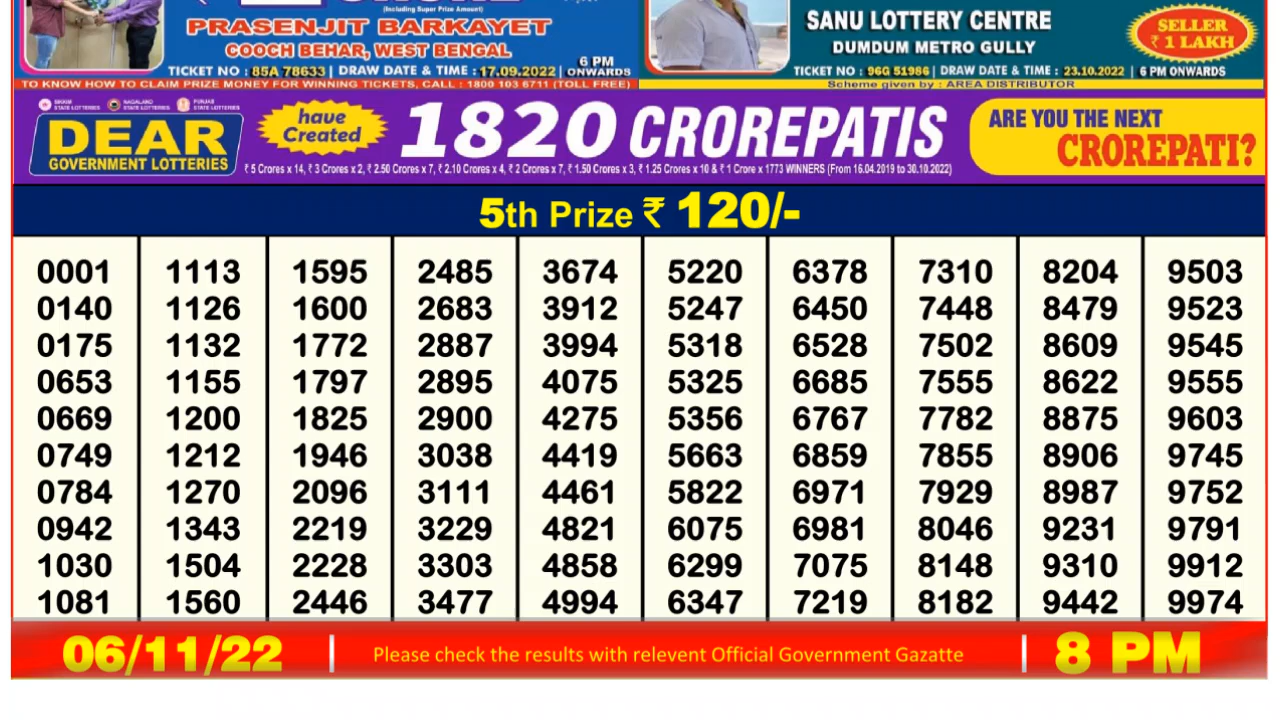 (Including Super Prize Amount)
PRASENJIT BARKAYET
COOCH BEHAR, WEST BENGAL
TICKET NO : 85A 78633 | DRAW DATE & TIME : 17.09.2022 | 6 PM ONWARDS
TO KNOW HOW TO CLAIM PRIZE MONEY FOR WINNING TICKETS, CALL : 1800 103 6711 (TOLL FREE)
SANU LOTTERY CENTRE
DUMDUM METRO GULLY
SELLER
₹ 1 LAKH
TICKET NO : 96G 51986 | DRAW DATE & TIME : 23.10.2022 | 6 PM ONWARDS
Scheme given by : AREA DISTRIBUTOR
SIKKIM STATE LOTTERIES NAGALAND STATE LOTTERIES PUNJAB STATE LOTTERIES
DEAR
GOVERNMENT LOTTERIES
have
Created
1820 CROREPATIS
₹ 5 Crores x 14, ₹ 3 Crores x 2, ₹ 2.50 Crores x 7, ₹ 2.10 Crores x 4, ₹ 2 Crores x 7, ₹ 1.50 Crores x 3, ₹ 1.25 Crores x 10 & ₹ 1 Crore x 1773 WINNERS (From 16.04.2019 to 30.10.2022)
ARE YOU THE NEXT
CROREPATI?
5th Prize ₹ 120/-
0001 1113 1595 2485 3674 5220 6378 7310 8204 9503
0140 1126 1600 2683 3912 5247 6450 7448 8479 9523
0175 1132 1772 2887 3994 5318 6528 7502 8609 9545
0653 1155 1797 2895 4075 5325 6685 7555 8622 9555
0669 1200 1825 2900 4275 5356 6767 7782 8875 9603
0749 1212 1946 3038 4419 5663 6859 7855 8906 9745
0784 1270 2096 3111 4461 5822 6971 7929 8987 9752
0942 1343 2219 3229 4821 6075 6981 8046 9231 9791
1030 1504 2228 3303 4858 6299 7075 8148 9310 9912
1081 1560 2446 3477 4994 6347 7219 8182 9442 9974
06/11/22 | Please check the results with relevent Official Government Gazatte | 8 PM